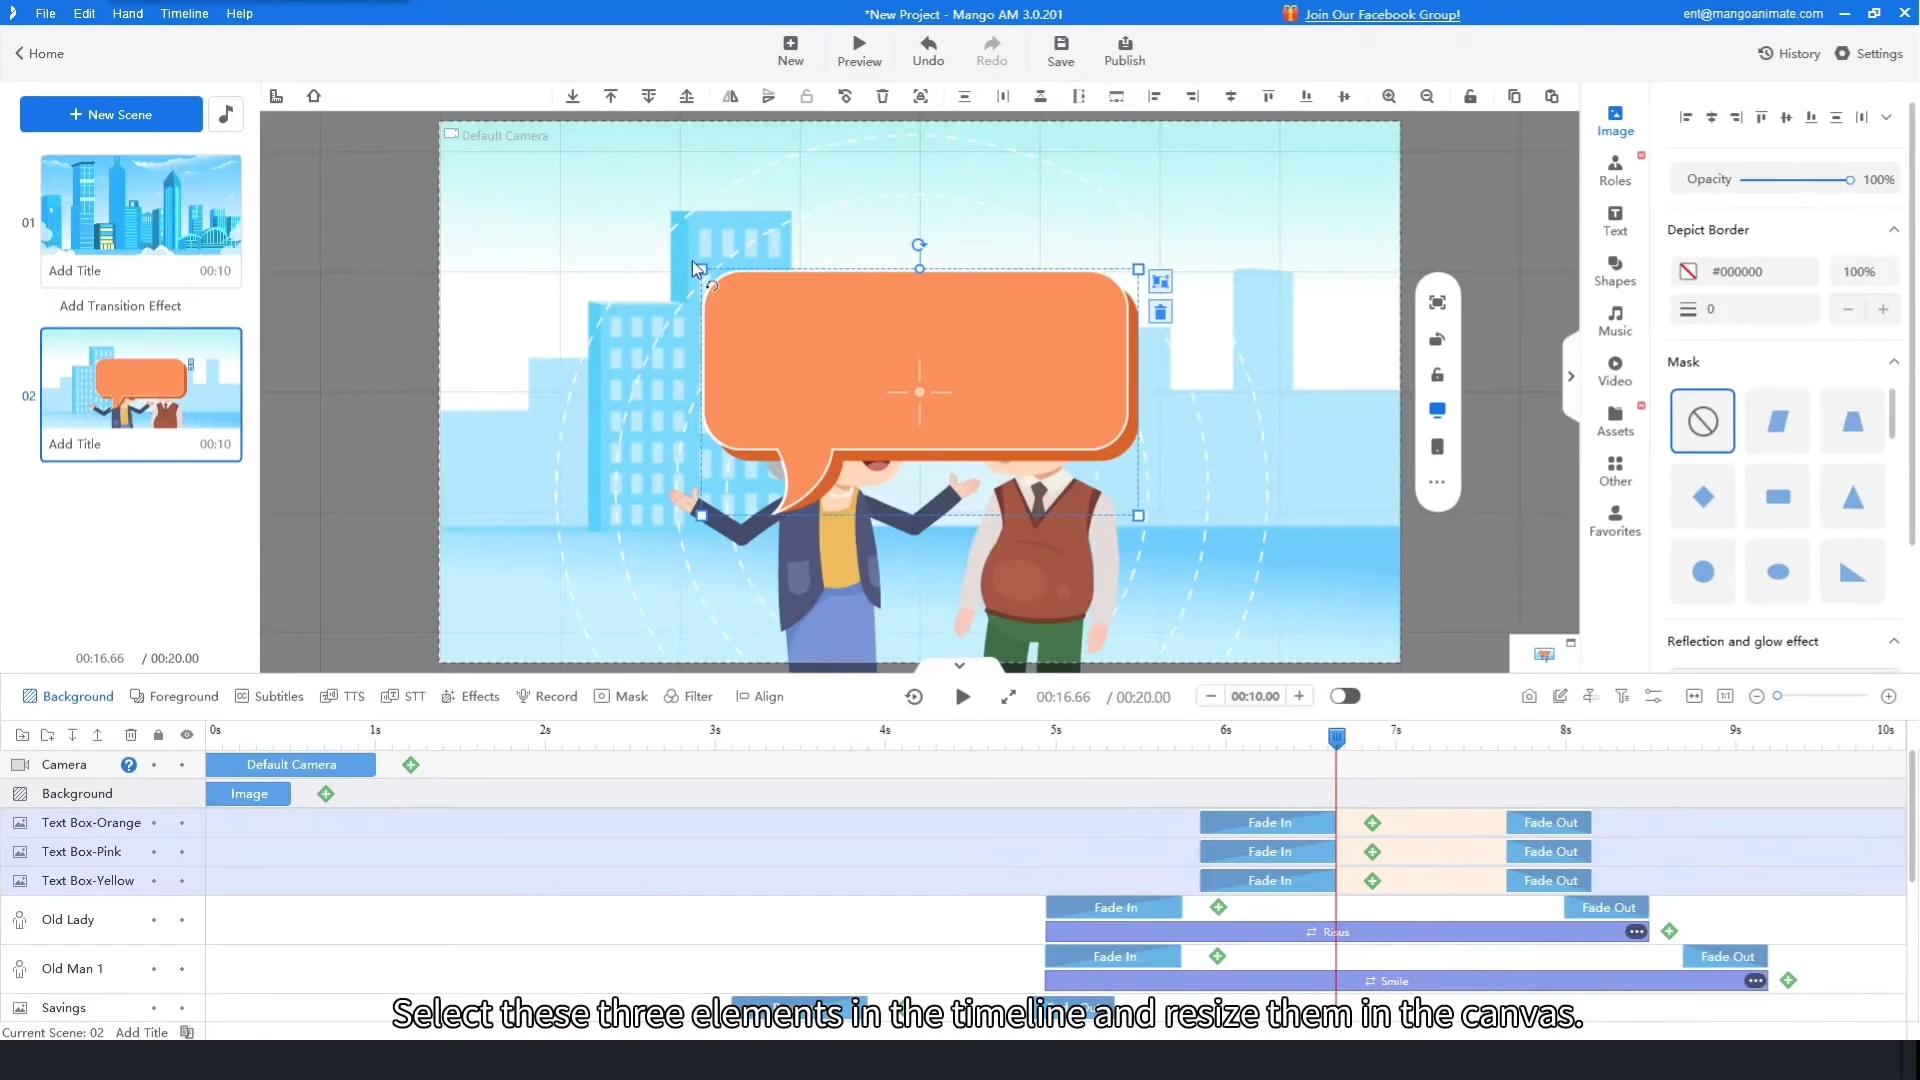 File Edit Hand Timeline Help *New Project - Mango AM 3.0.201 Join Our Facebook Group! ent@mangoanimate.com
Home New Preview Undo Redo Save Publish History Settings
New Scene
Default Camera
01
Add Title 00:10
Add Transition Effect
02
Add Title 00:10
00:16.66 / 00:20.00
Image
Roles
Text
Shapes
Music
Video
Assets
Other
Favorites
Opacity 100%
Depict Border
#000000 100%
0
Mask
Reflection and glow effect
Background Foreground Subtitles TTS STT Effects Record Mask Filter Align 00:16.66 / 00:20.00 00:10.00
0s 1s 2s 3s 4s 5s 6s 7s 8s 9s 10s
Camera Default Camera
Background Image
Text Box-Orange Fade In Fade Out
Text Box-Pink Fade In Fade Out
Text Box-Yellow Fade In Fade Out
Old Lady Fade In Fade Out
Risus
Old Man 1 Fade In Fade Out
Smile
Savings
Select these three elements in the timeline and resize them in the canvas.
Current Scene: 02 Add Title